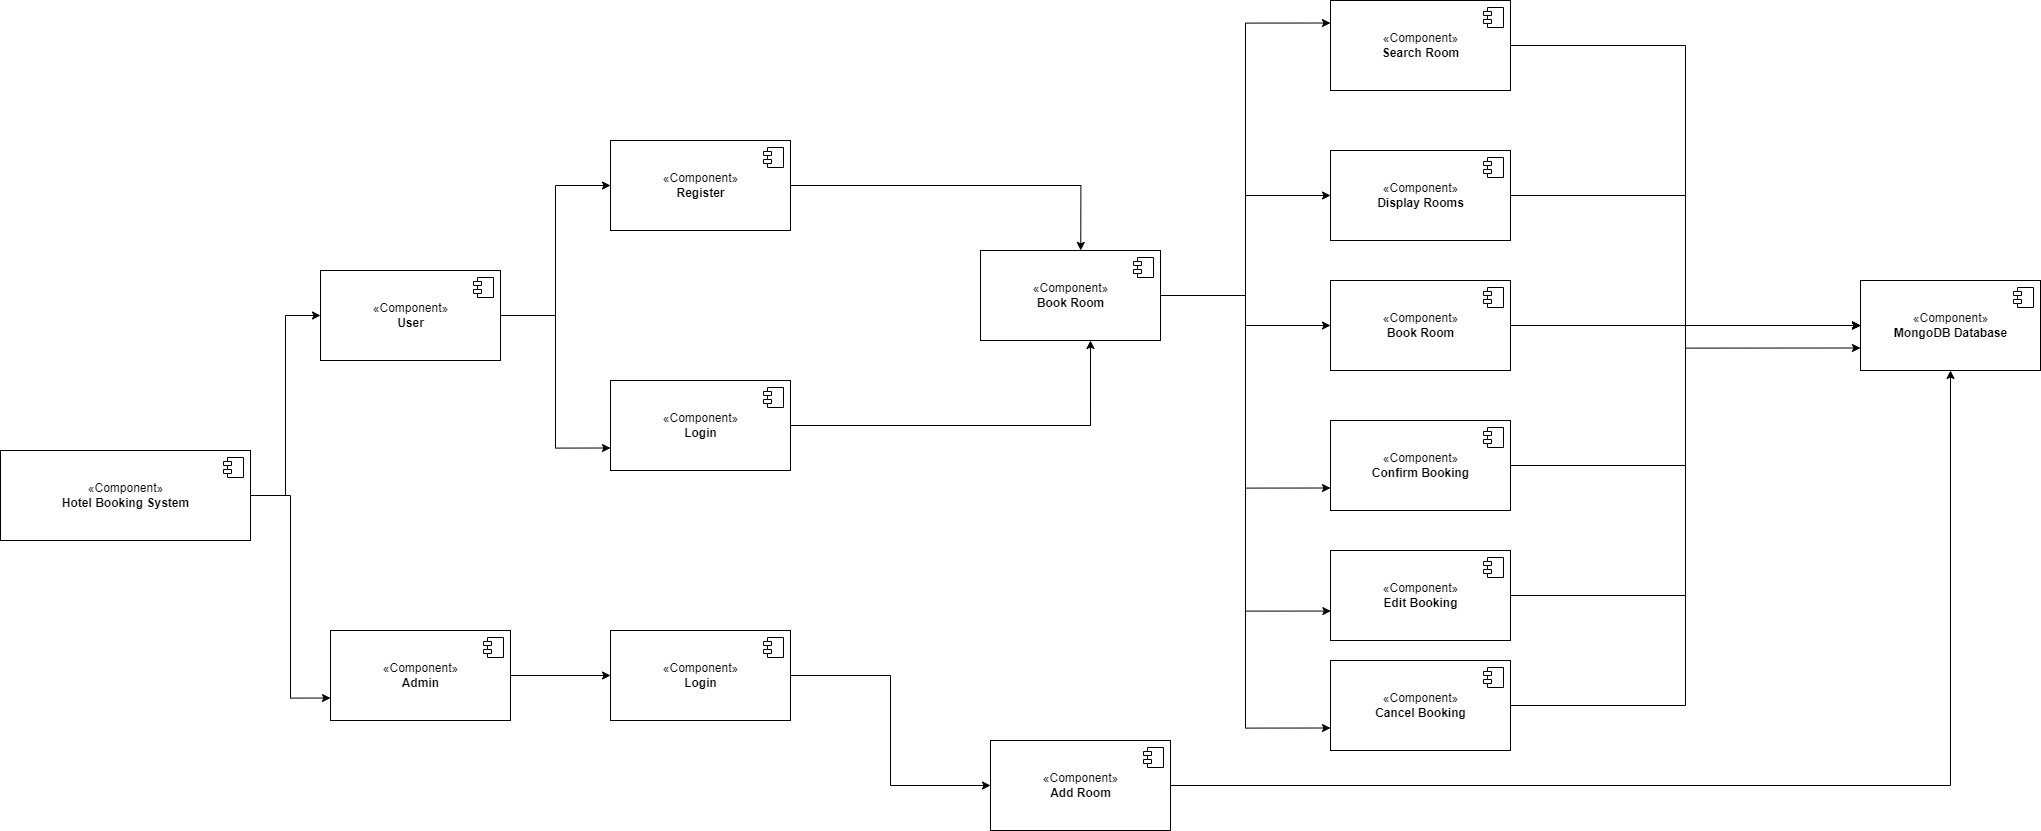 «Component»
Search Room
«Component»
Register
«Component»
Display Rooms
«Component»
User
«Component»
Book Room
«Component»
Book Room
«Component»
MongoDB Database
«Component»
Login
«Component»
Hotel Booking System
«Component»
Confirm Booking
«Component»
Edit Booking
«Component»
Admin
«Component»
Login
«Component»
Cancel Booking
«Component»
Add Room